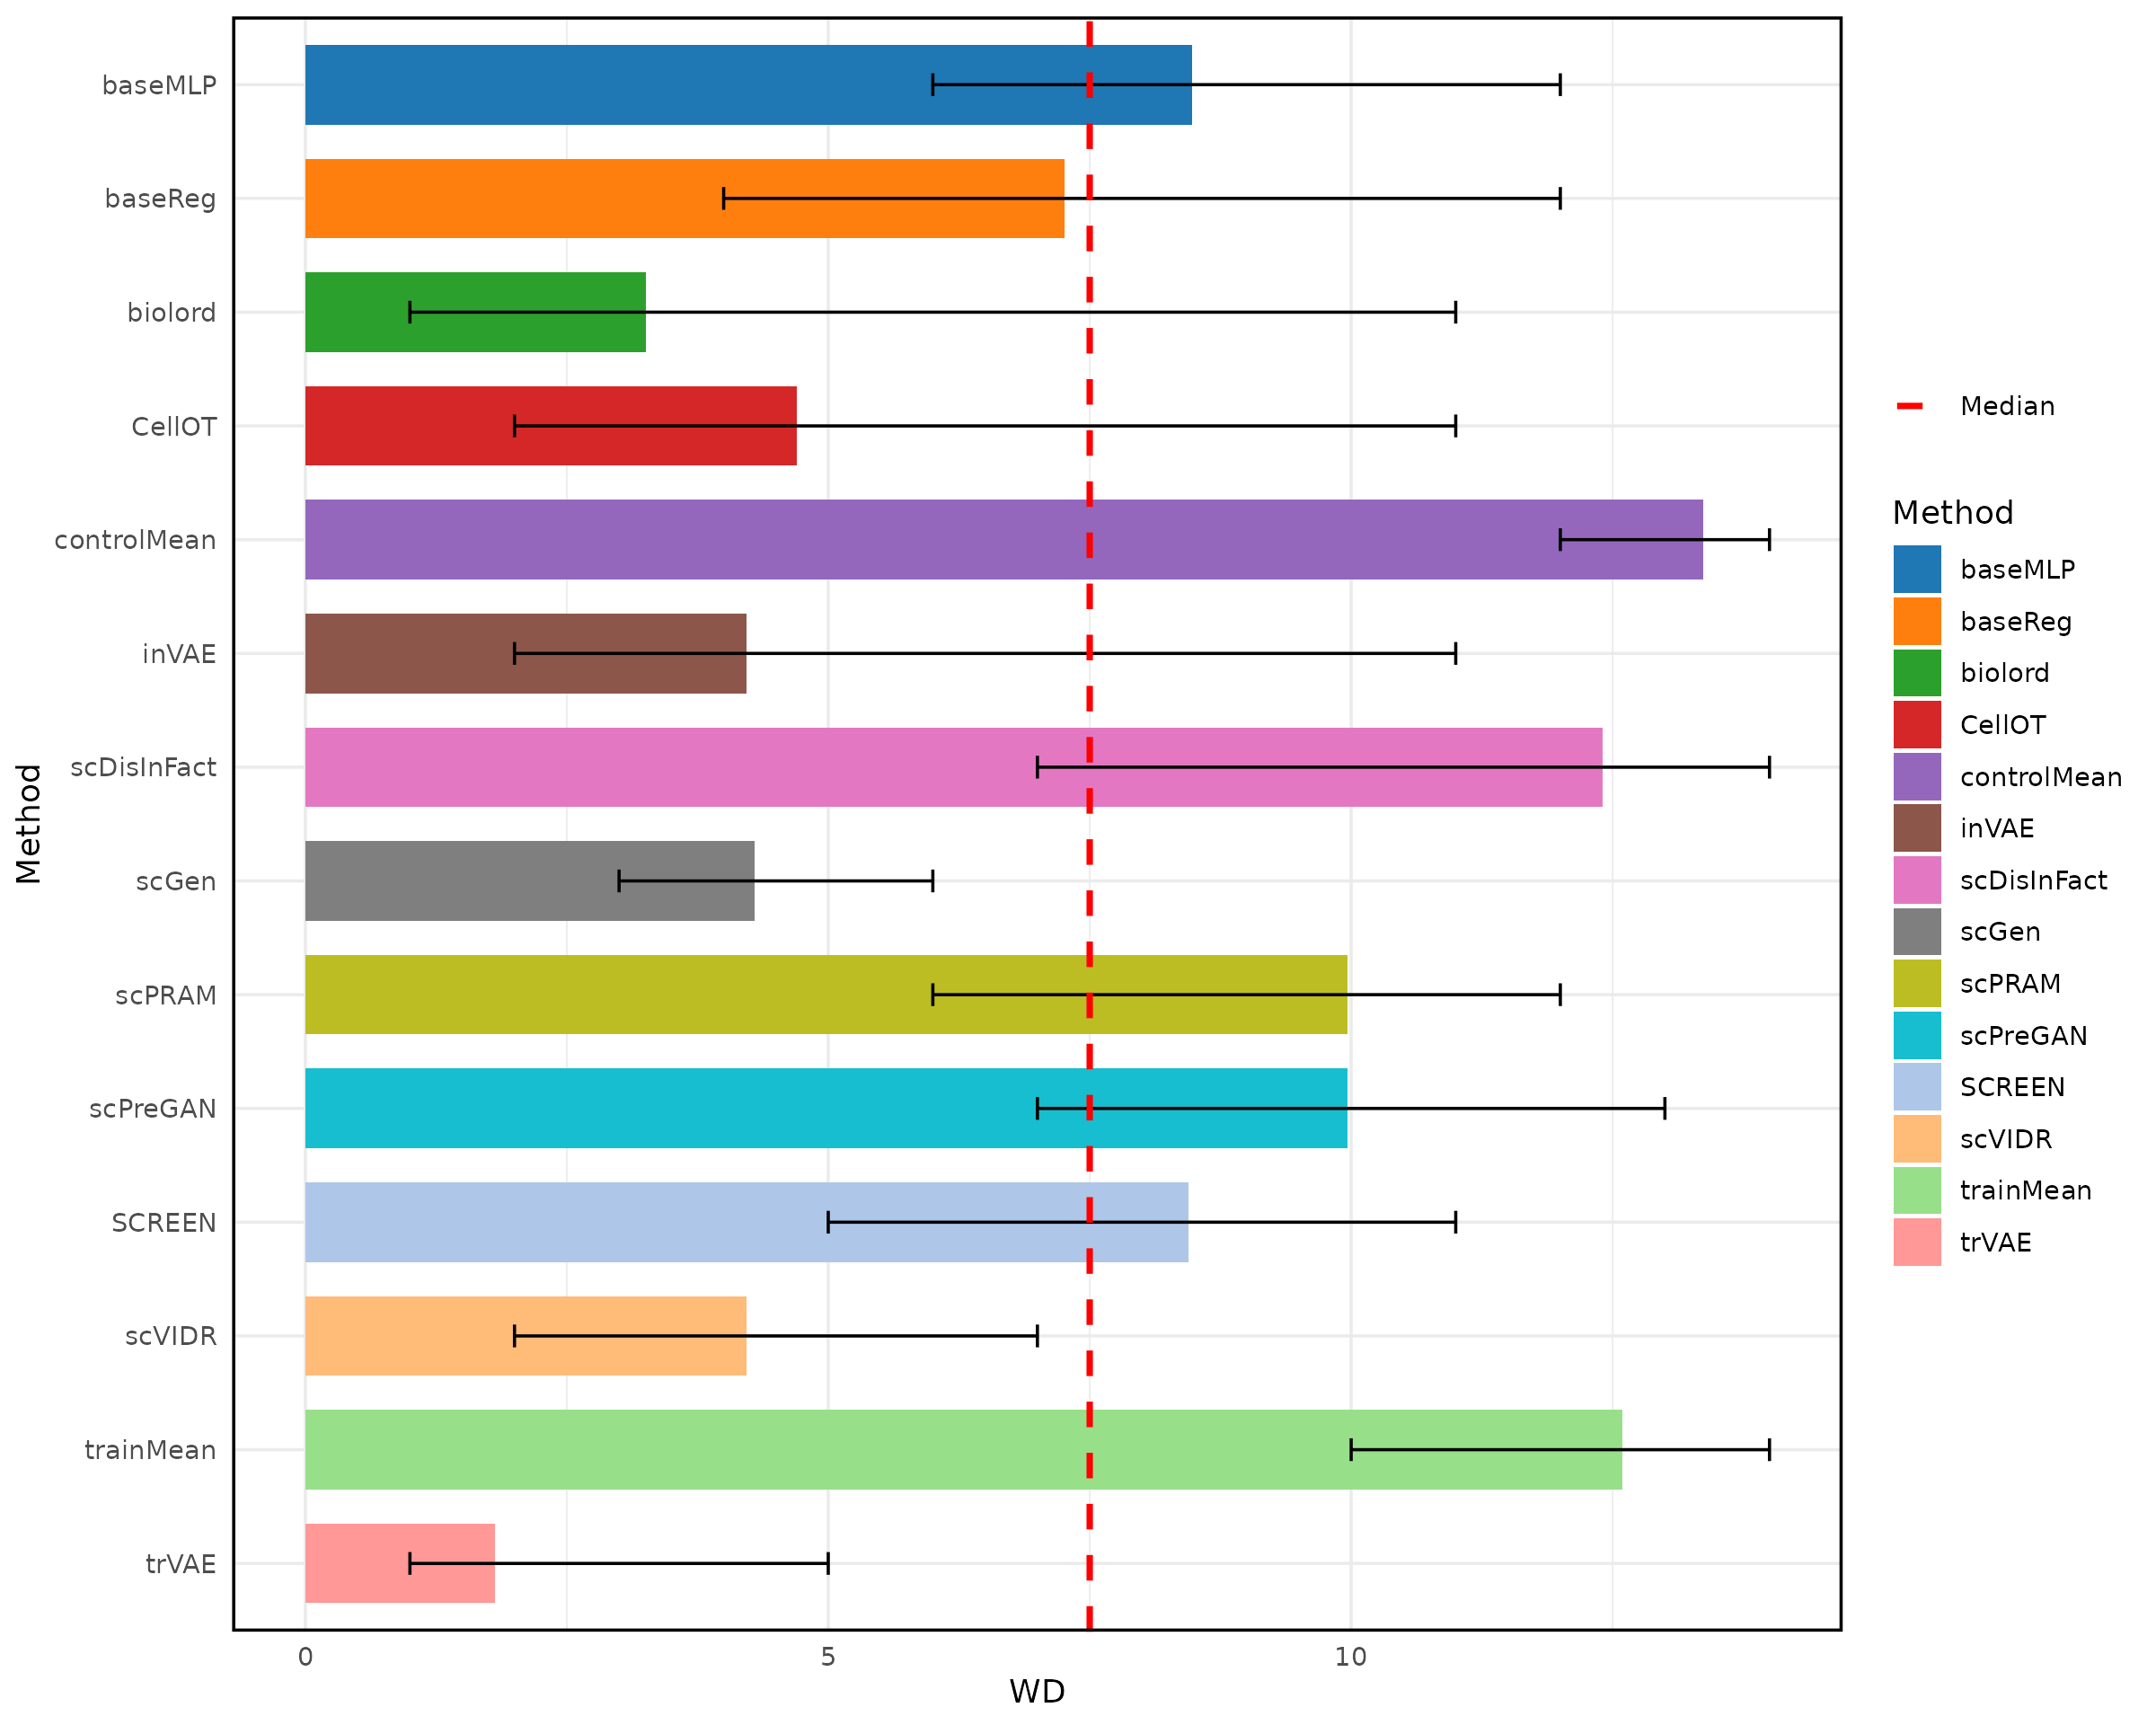 Method
baseMLP
baseReg
biolord
CellOT
controlMean
inVAE
scDisInFact
scGen
scPRAM
scPreGAN
SCREEN
scVIDR
trainMean
trVAE
0 5 10
WD
Median
Method
baseMLP
baseReg
biolord
CellOT
controlMean
inVAE
scDisInFact
scGen
scPRAM
scPreGAN
SCREEN
scVIDR
trainMean
trVAE